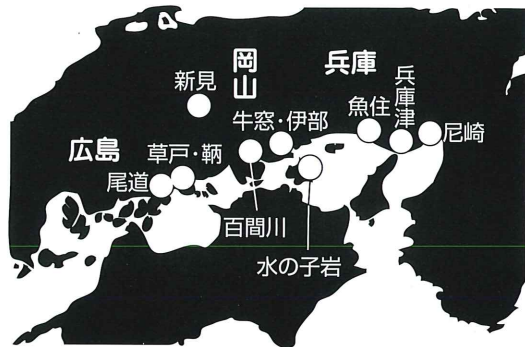 兵庫
岡山
広島
新見
牛窓・伊部
魚住
兵庫津
尼崎
草戸・鞆
尾道
百間川
水の子岩